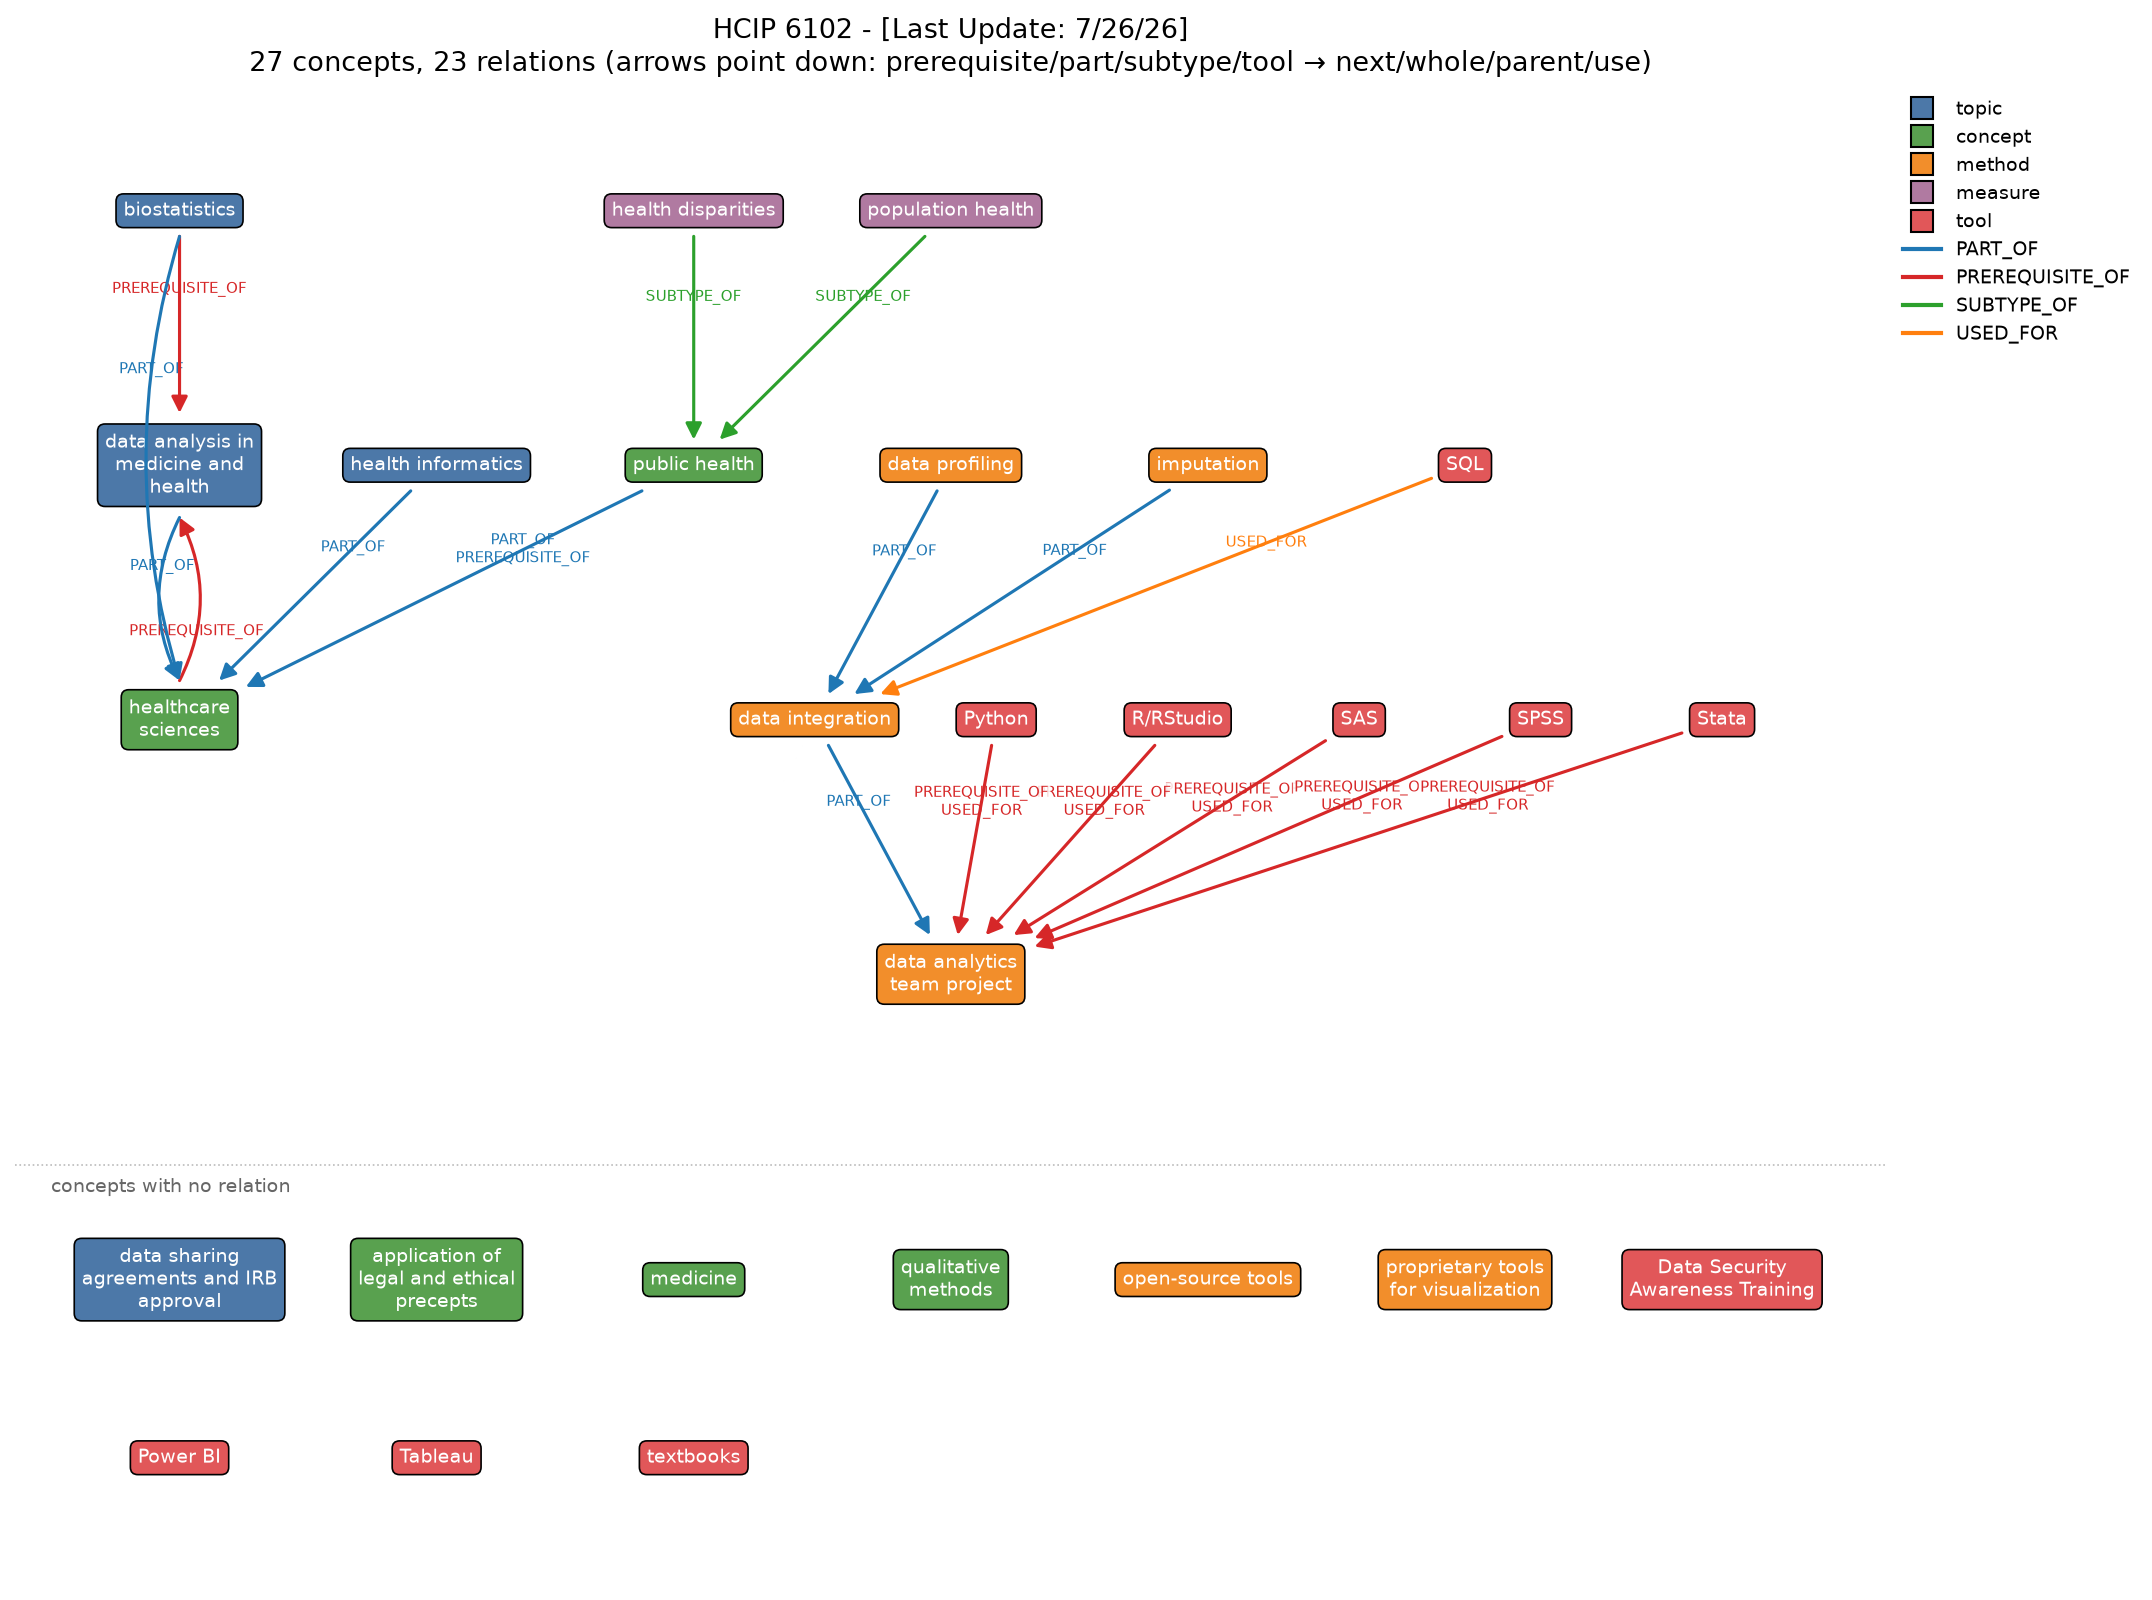 HCIP 6102 - [Last Update: 7/26/26]
27 concepts, 23 relations (arrows point down: prerequisite/part/subtype/tool → next/whole/parent/use)
topic
concept
method
measure
tool
PART_OF
PREREQUISITE_OF
SUBTYPE_OF
USED_FOR
biostatistics
health disparities
population health
PREREQUISITE_OF
SUBTYPE_OF
SUBTYPE_OF
PART_OF
data analysis in
medicine and
health
health informatics
public health
data profiling
imputation
SQL
PART_OF
PART_OF
PART_OF
PREREQUISITE_OF
PART_OF
PART_OF
USED_FOR
PREREQUISITE_OF
healthcare
sciences
data integration
Python
R/RStudio
SAS
SPSS
Stata
PART_OF
PREREQUISITE_OF
USED_FOR
PREREQUISITE_OF
USED_FOR
PREREQUISITE_OF
USED_FOR
PREREQUISITE_OF
USED_FOR
PREREQUISITE_OF
USED_FOR
data analytics
team project
concepts with no relation
data sharing
agreements and IRB
approval
application of
legal and ethical
precepts
medicine
qualitative
methods
open-source tools
proprietary tools
for visualization
Data Security
Awareness Training
Power BI
Tableau
textbooks